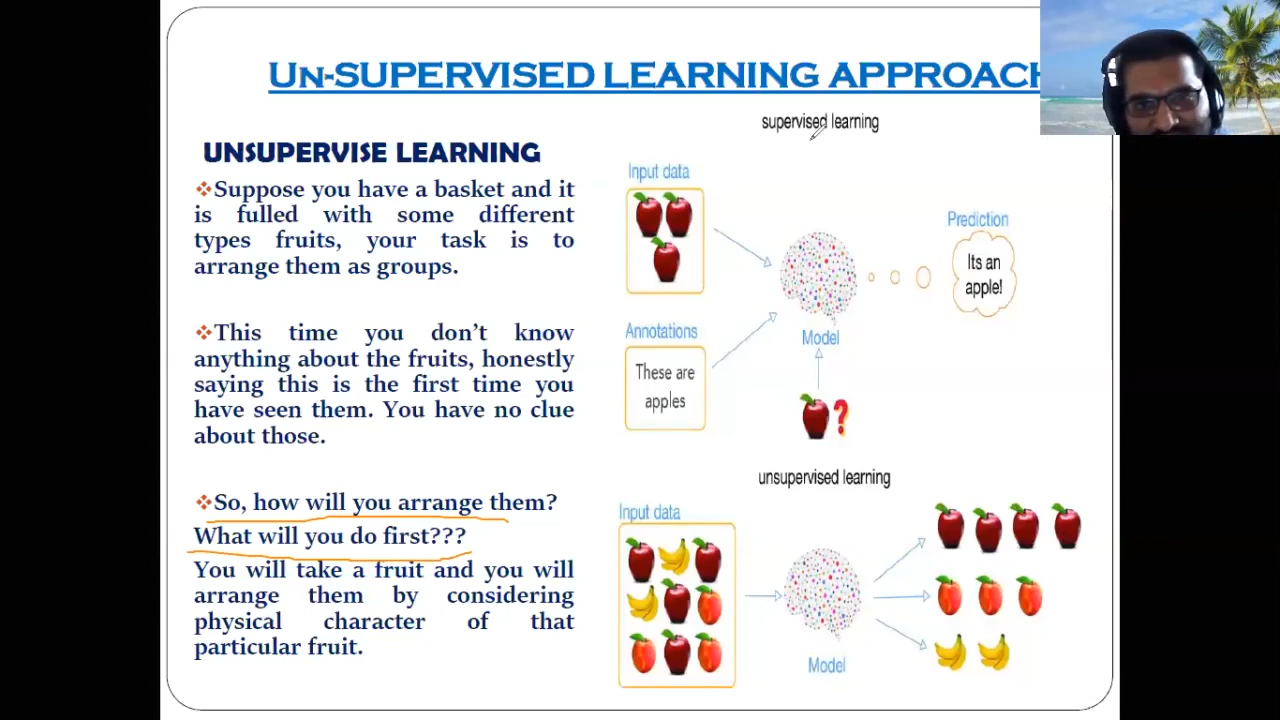 UN-SUPERVISED LEARNING APPROACH
UNSUPERVISE LEARNING
Suppose you have a basket and it
is fulled with some different
types fruits, your task is to
arrange them as groups.
This time you don't know
anything about the fruits, honestly
saying this is the first time you
have seen them. You have no clue
about those.
So, how will you arrange them?
What will you do first???
You will take a fruit and you will
arrange them by considering
physical character of that
particular fruit.
supervised learning
Input data
Prediction
Its an
apple!
Annotations
Model
These are
apples
?
unsupervised learning
Input data
Model